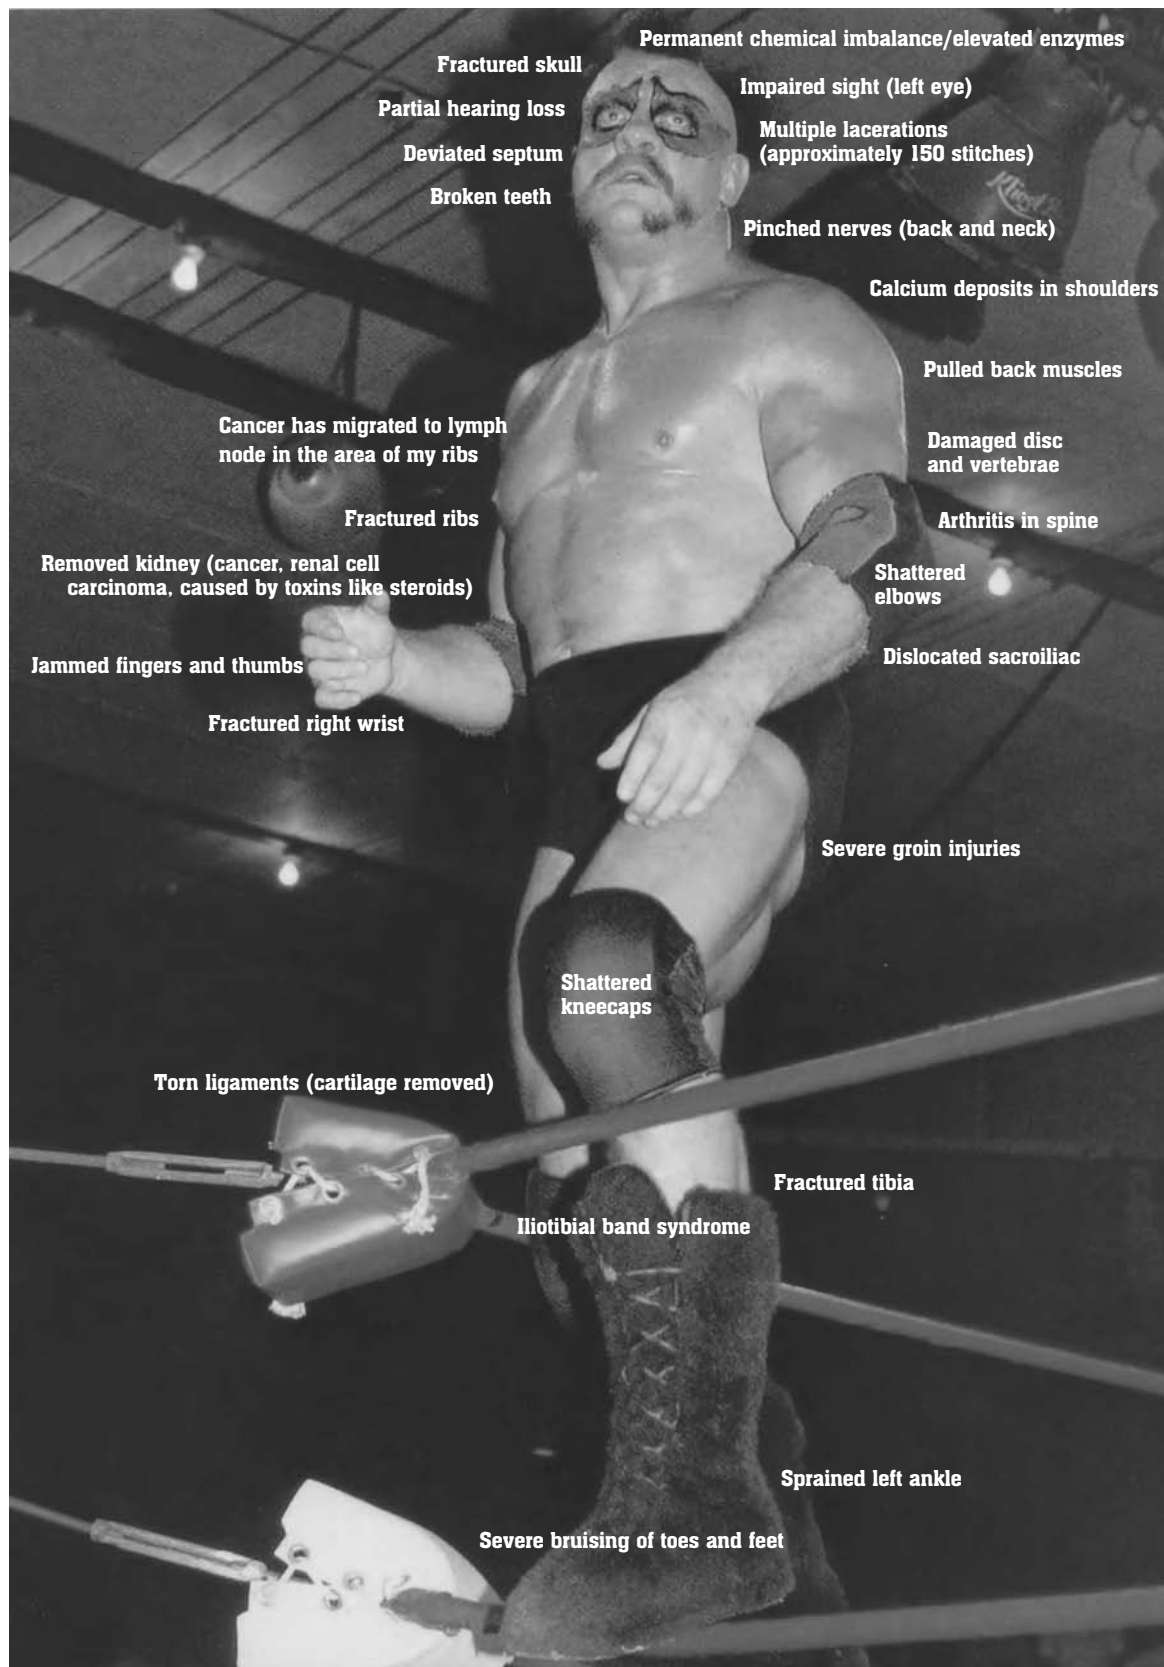 Permanent chemical imbalance/elevated enzymes
Fractured skull
Impaired sight (left eye)
Partial hearing loss
Multiple lacerations
(approximately 150 stitches)
Deviated septum
Broken teeth
Pinched nerves (back and neck)
Calcium deposits in shoulders
Pulled back muscles
Cancer has migrated to lymph
node in the area of my ribs
Damaged disc
and vertebrae
Fractured ribs
Arthritis in spine
Removed kidney (cancer, renal cell
carcinoma, caused by toxins like steroids)
Shattered
elbows
Jammed fingers and thumbs
Dislocated sacroiliac
Fractured right wrist
Severe groin injuries
Shattered
kneecaps
Torn ligaments (cartilage removed)
Fractured tibia
Iliotibial band syndrome
Sprained left ankle
Severe bruising of toes and feet